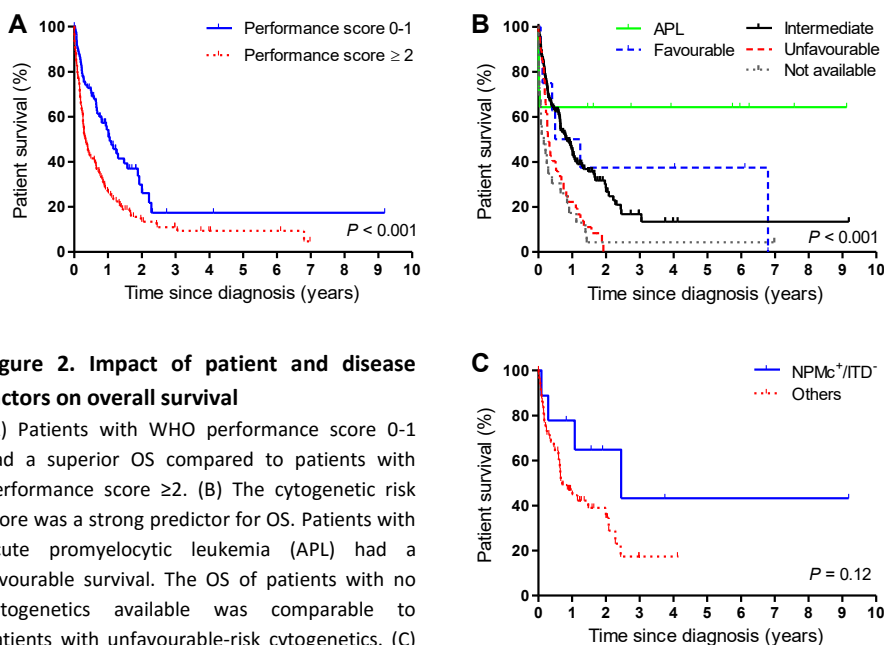 A
Performance score 0-1
Performance score ≥ 2
Patient survival (%)
100
80
60
40
20
0
0 1 2 3 4 5 6 7 8 9 10
P < 0.001
Time since diagnosis (years)
B
APL
Favourable
Intermediate
Unfavourable
Not available
Patient survival (%)
100
80
60
40
20
0
0 1 2 3 4 5 6 7 8 9 10
P < 0.001
Time since diagnosis (years)
gure 2. Impact of patient and disease
ctors on overall survival
) Patients with WHO performance score 0-1
ad a superior OS compared to patients with
erformance score ≥2. (B) The cytogenetic risk
ore was a strong predictor for OS. Patients with
cute promyelocytic leukemia (APL) had a
vourable survival. The OS of patients with no
togenetics available was comparable to
atients with unfavourable-risk cytogenetics. (C)
C
NPMc⁺/ITD⁻
Others
Patient survival (%)
100
80
60
40
20
0
0 1 2 3 4 5 6 7 8 9 10
P = 0.12
Time since diagnosis (years)